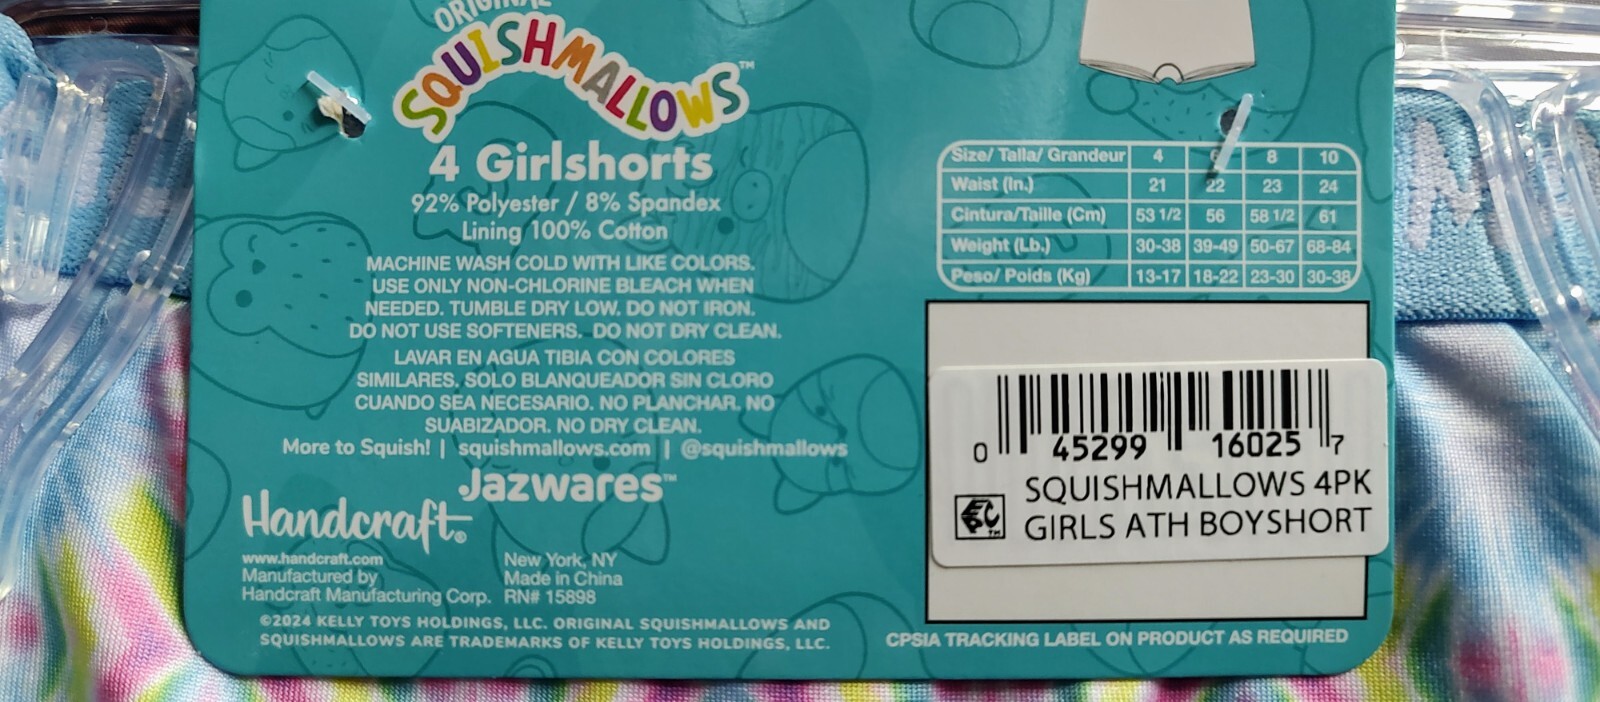 ORIGINAL
SQUISHMALLOWS™
4 Girlshorts
92% Polyester / 8% Spandex
Lining 100% Cotton
MACHINE WASH COLD WITH LIKE COLORS.
USE ONLY NON-CHLORINE BLEACH WHEN
NEEDED. TUMBLE DRY LOW. DO NOT IRON.
DO NOT USE SOFTENERS. DO NOT DRY CLEAN.
LAVAR EN AGUA TIBIA CON COLORES
SIMILARES. SOLO BLANQUEADOR SIN CLORO
CUANDO SEA NECESARIO. NO PLANCHAR. NO
SUABIZADOR. NO DRY CLEAN.
More to Squish! | squishmallows.com | @squishmallows
Jazwares™
Handcraft®
www.handcraft.com
Manufactured by
Handcraft Manufacturing Corp.
New York, NY
Made in China
RN# 15898
©2024 KELLY TOYS HOLDINGS, LLC. ORIGINAL SQUISHMALLOWS AND
SQUISHMALLOWS ARE TRADEMARKS OF KELLY TOYS HOLDINGS, LLC.
Size/ Talla/ Grandeur 4 6 8 10
Waist (In.) 21 22 23 24
Cintura/Taille (Cm) 53 1/2 56 58 1/2 61
Weight (Lb.) 30-38 39-49 50-67 68-84
Peso/ Poids (Kg) 13-17 18-22 23-30 30-38
0 45299 16025 7
SQUISHMALLOWS 4PK
GIRLS ATH BOYSHORT
CPSIA TRACKING LABEL ON PRODUCT AS REQUIRED